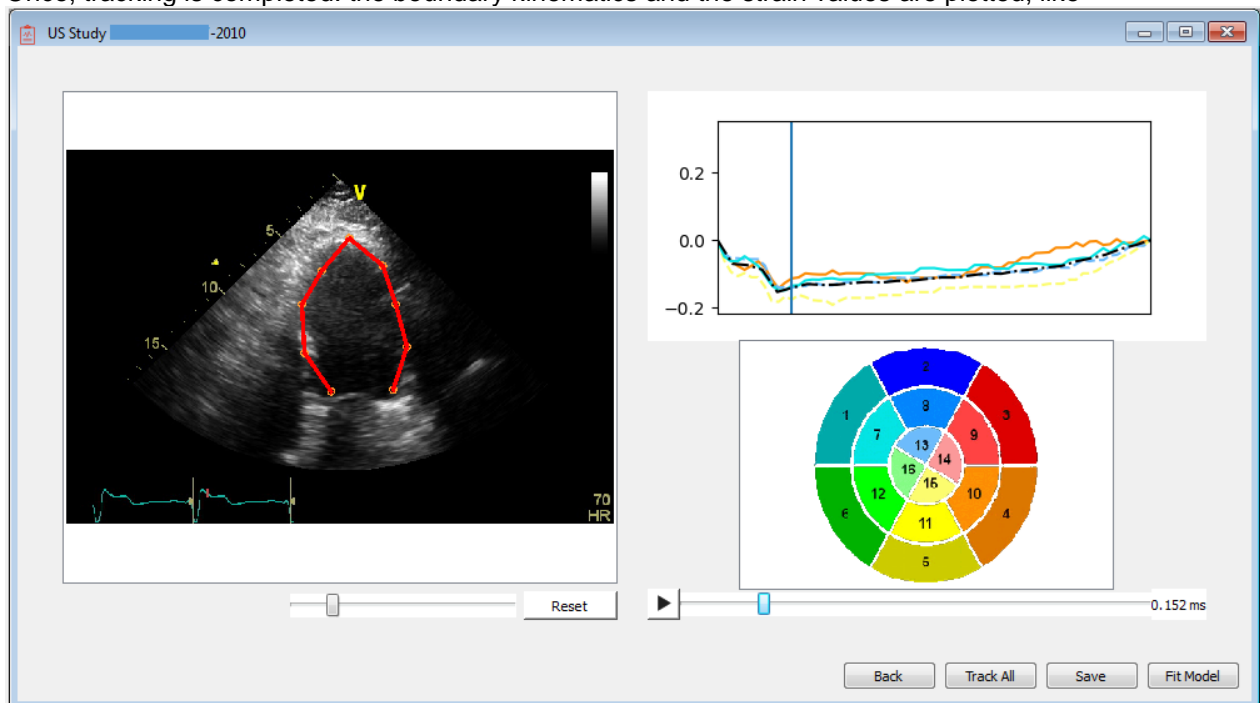 Once, tracking is completed. the boundary kinematics and the strain values are plotted, like
US Study -2010
V
5
10
15
70
HR
0.2
0.0
−0.2
2
1
3
8
7
9
13
14
16
15
12
10
6
4
11
5
Reset
0.152 ms
Back
Track All
Save
Fit Model